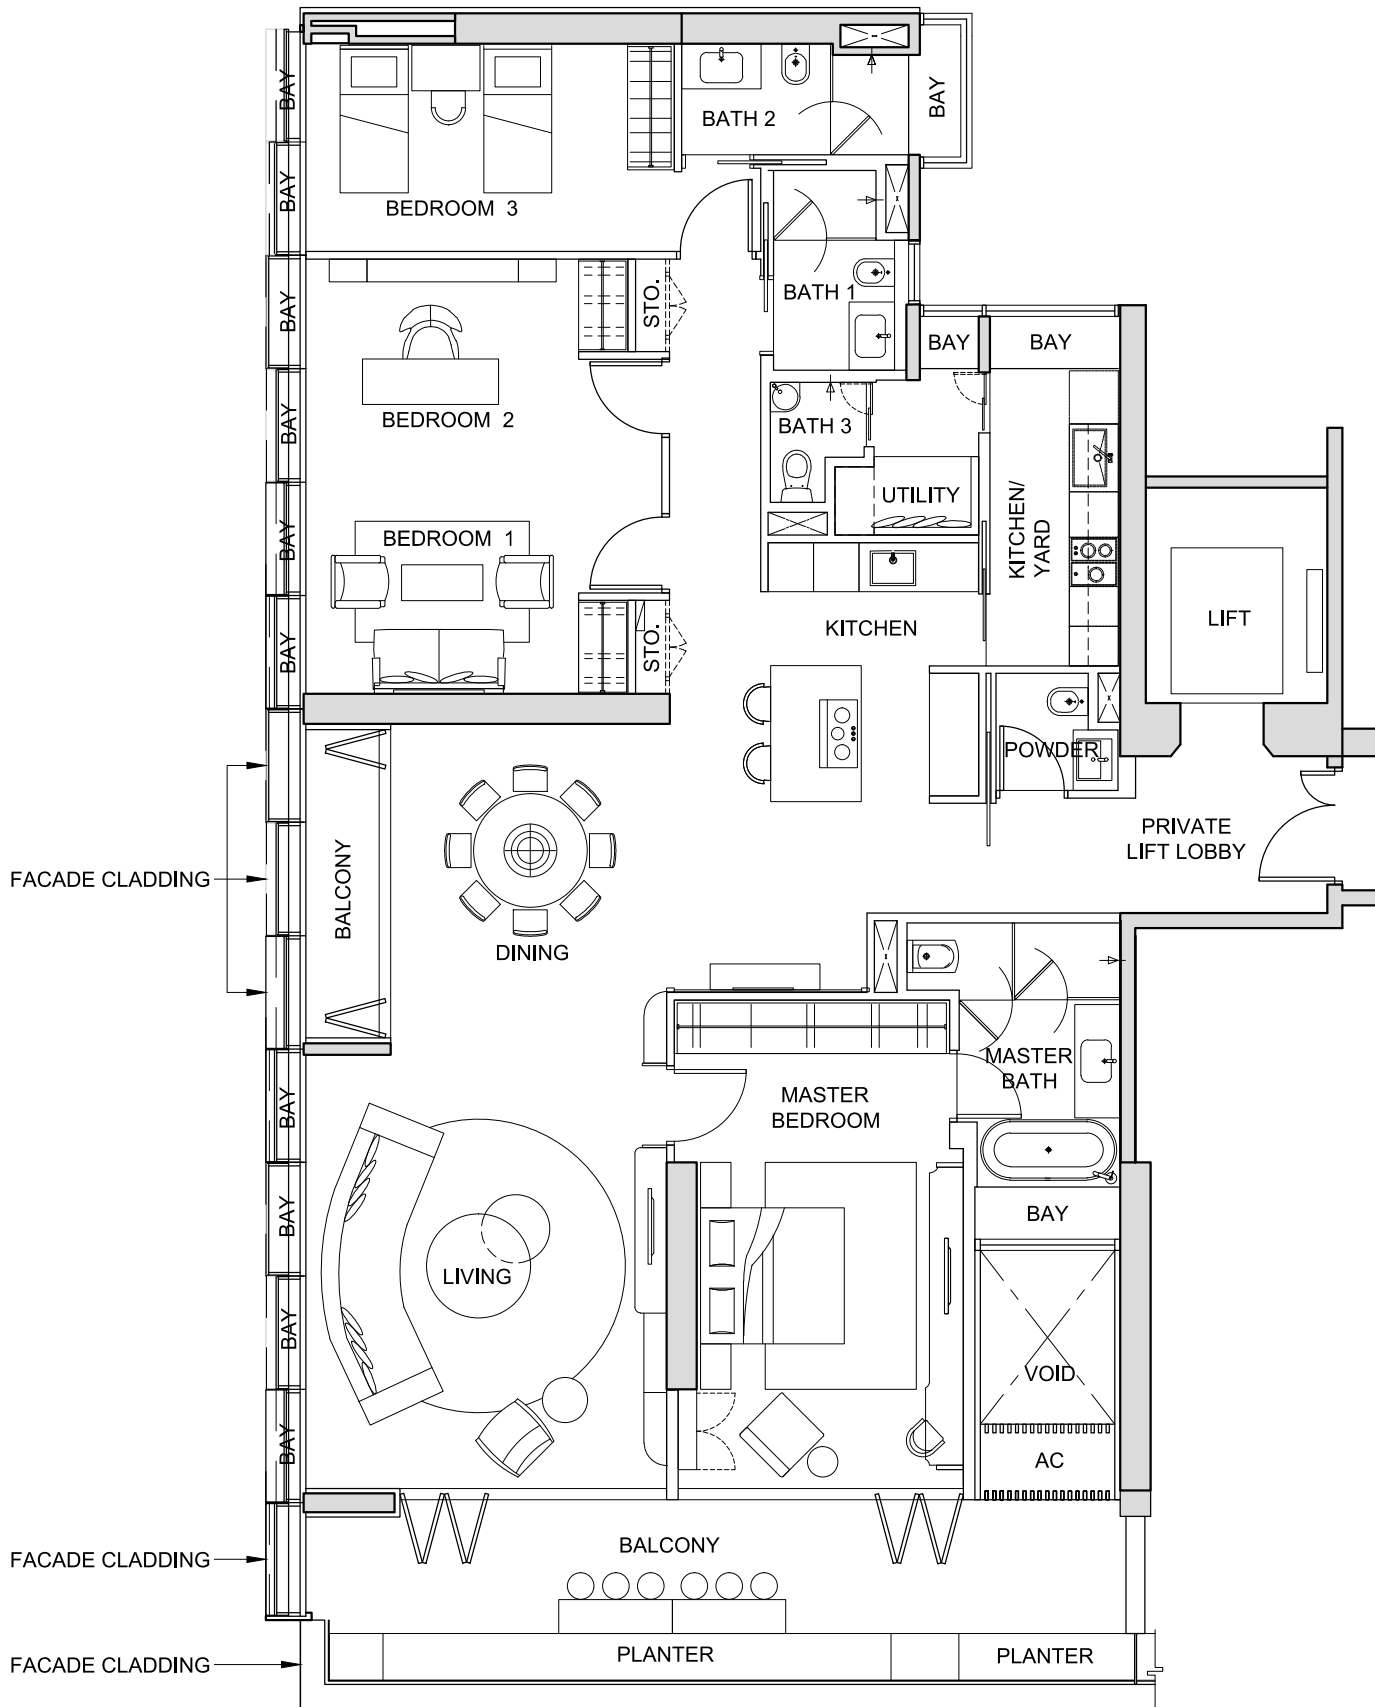 BAY
BATH 2
BAY
BAY
BEDROOM 3
BATH 1
STO.
BAY
BAY
BAY
BAY
BEDROOM 2
BATH 3
UTILITY
KITCHEN/
YARD
BAY
BEDROOM 1
BAY
LIFT
KITCHEN
STO.
BAY
POWDER
PRIVATE
LIFT LOBBY
FACADE CLADDING
BALCONY
DINING
MASTER
BATH
MASTER
BEDROOM
BAY
BAY
BAY
LIVING
BAY
VOID
BAY
AC
BALCONY
FACADE CLADDING
PLANTER
PLANTER
FACADE CLADDING